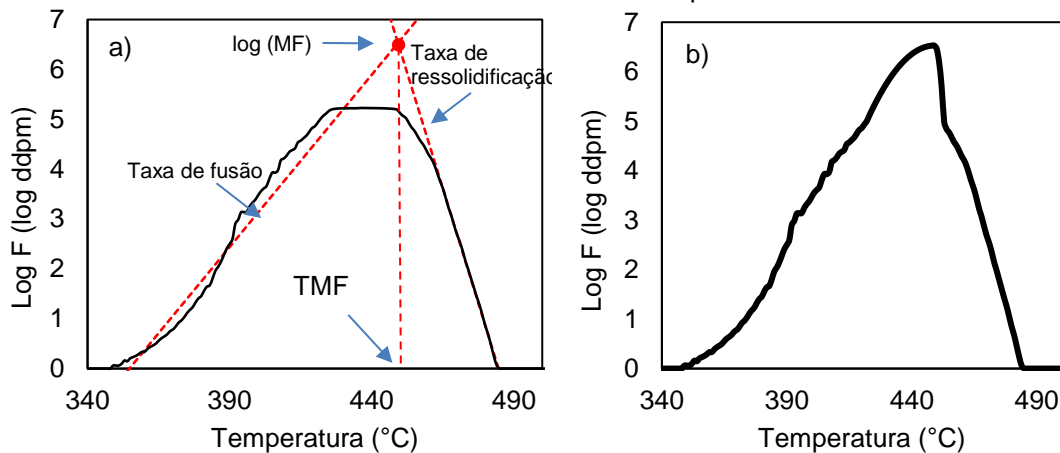 a)
log (MF)
Taxa de
ressolidificação
Taxa de fusão
TMF
Log F (log ddpm)
7
6
5
4
3
2
1
0
340 390 440 490
Temperatura (°C)
b)
Log F (log ddpm)
7
6
5
4
3
2
1
0
340 390 440 490
Temperatura (°C)